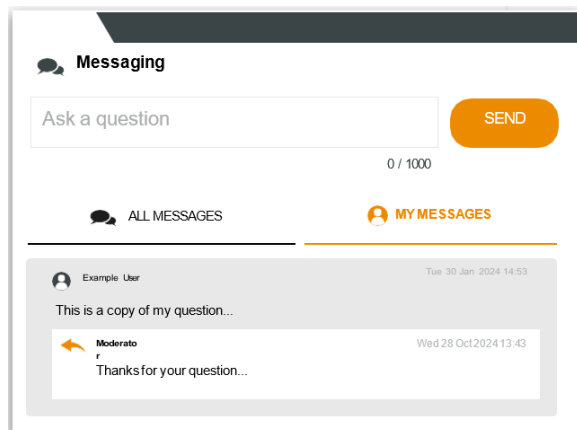 Messaging
Ask a question
SEND
0 / 1000
ALL MESSAGES
MY MESSAGES
Example User
Tue 30 Jan 2024 14:53
This is a copy of my question...
Moderato
r
Wed 28 Oct 2024 13:43
Thanks for your question...